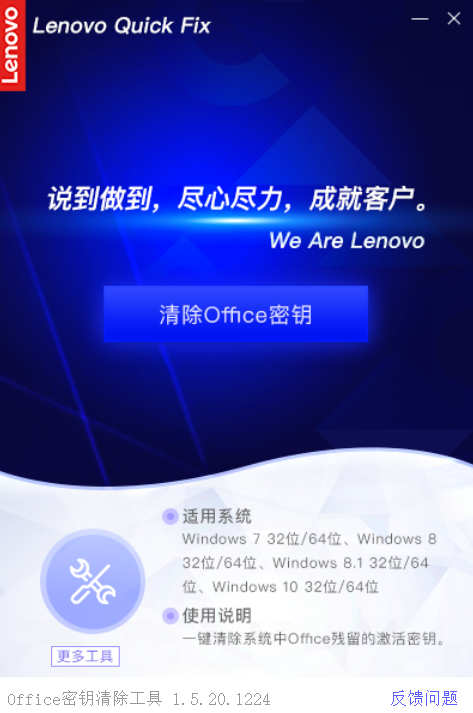 Lenovo
Lenovo Quick Fix
说到做到，尽心尽力，成就客户。
We Are Lenovo
清除Office密钥
适用系统
Windows 7 32位/64位、Windows 8
32位/64位、Windows 8.1 32位/64
位、Windows 10 32位/64位
使用说明
一键清除系统中Offce残留的激活密钥。
更多工具
Office密钥清除工具 1.5.20.1224
反馈问题